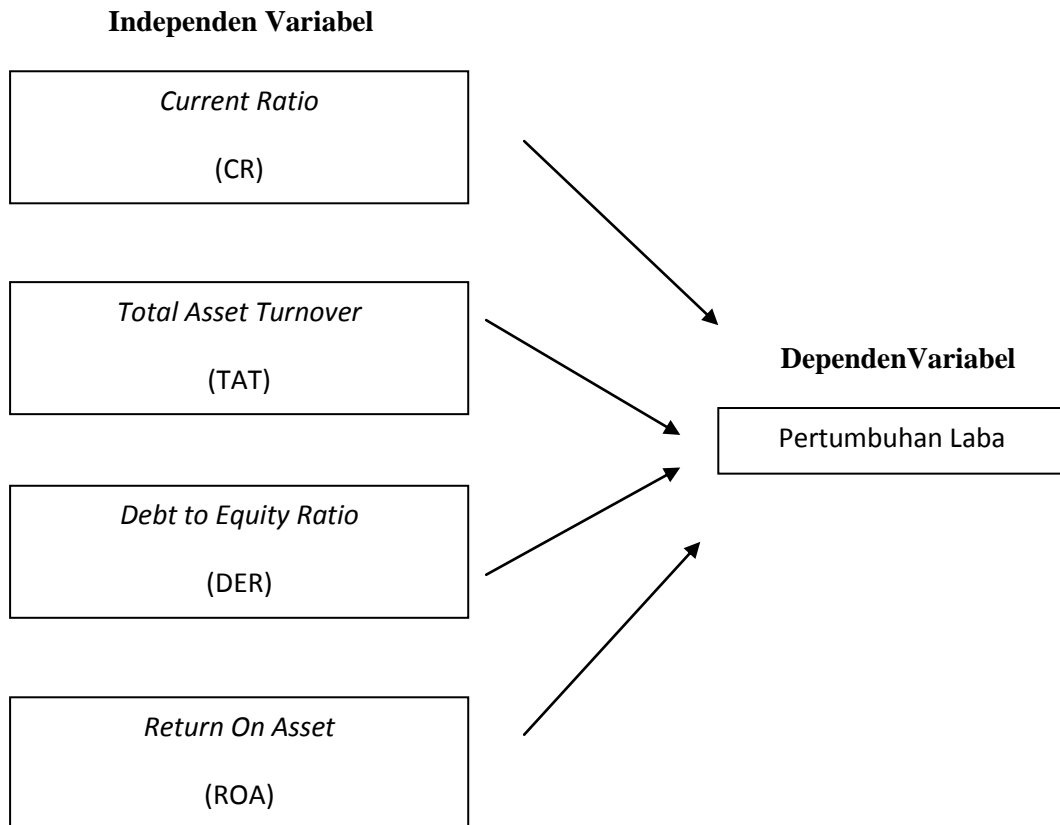 Independen Variabel
Current Ratio
(CR)
Total Asset Turnover
(TAT)
DependenVariabel
Pertumbuhan Laba
Debt to Equity Ratio
(DER)
Return On Asset
(ROA)